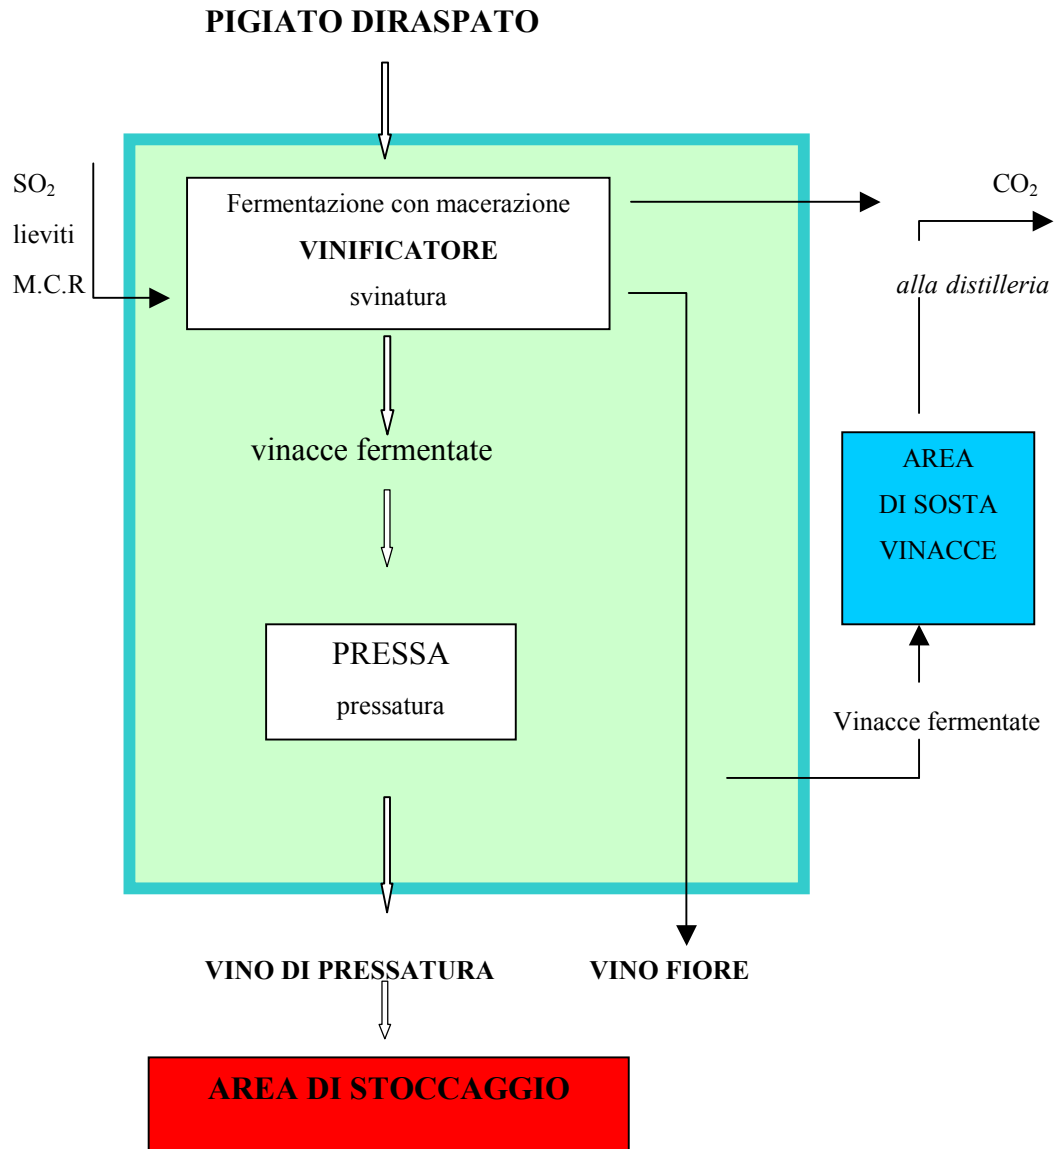 PIGIATO DIRASPATO
SO₂
lieviti
M.C.R
Fermentazione con macerazione
VINIFICATORE
svinatura
CO₂
alla distilleria
vinacce fermentate
AREA
DI SOSTA
VINACCE
PRESSA
pressatura
Vinacce fermentate
VINO DI PRESSATURA
VINO FIORE
AREA DI STOCCAGGIO